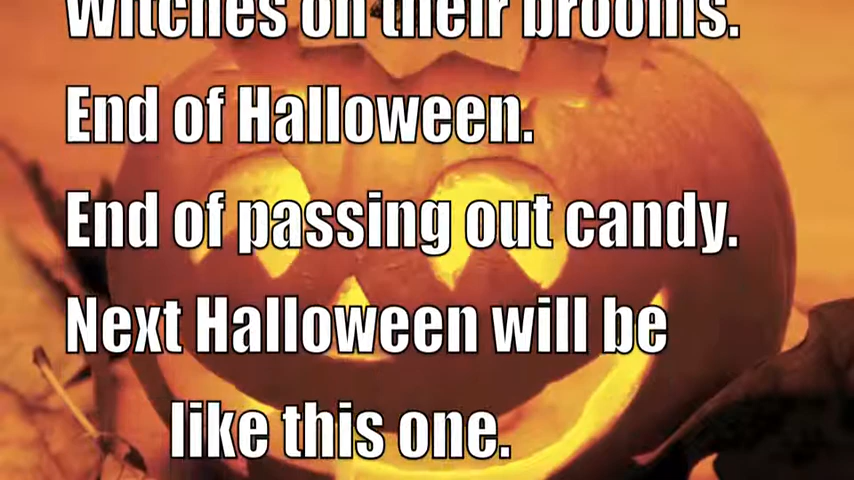 Witches on their brooms.
End of Halloween.
End of passing out candy.
Next Halloween will be
like this one.